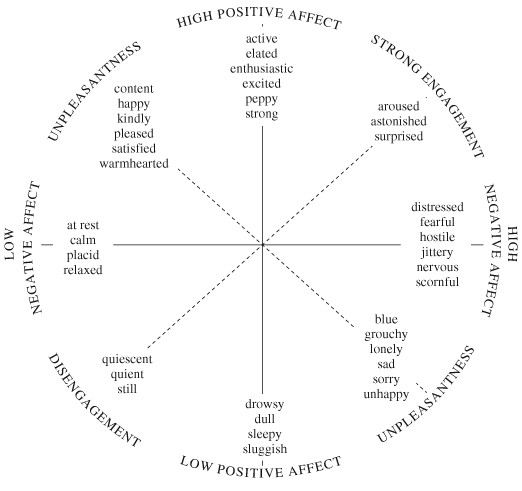 HIGH POSITIVE AFFECT
active
elated
enthusiastic
excited
peppy
strong
STRONG ENGAGEMENT
aroused
astonished
surprised
HIGH
NEGATIVE AFFECT
distressed
fearful
hostile
jittery
nervous
scornful
UNPLEASANTNESS
blue
grouchy
lonely
sad
sorry
unhappy
LOW POSITIVE AFFECT
drowsy
dull
sleepy
sluggish
DISENGAGEMENT
quiescent
quient
still
LOW
NEGATIVE AFFECT
at rest
calm
placid
relaxed
UNPLEASANTNESS
content
happy
kindly
pleased
satisfied
warmhearted